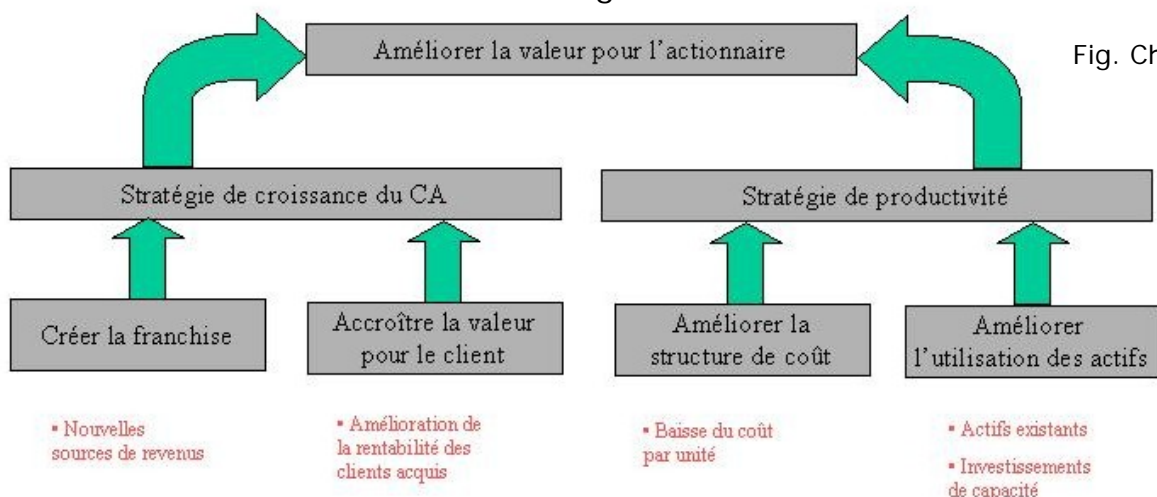 Améliorer la valeur pour l'actionnaire
Fig. Ch
Stratégie de croissance du CA
Stratégie de productivité
Créer la franchise
Accroître la valeur
pour le client
Améliorer la
structure de coût
Améliorer
l'utilisation des actifs
▪ Nouvelles
sources de revenus
▪ Amélioration de
la rentabilité des
clients acquis
▪ Baisse du coût
par unité
▪ Actifs existants
▪ Investissements
de capacité